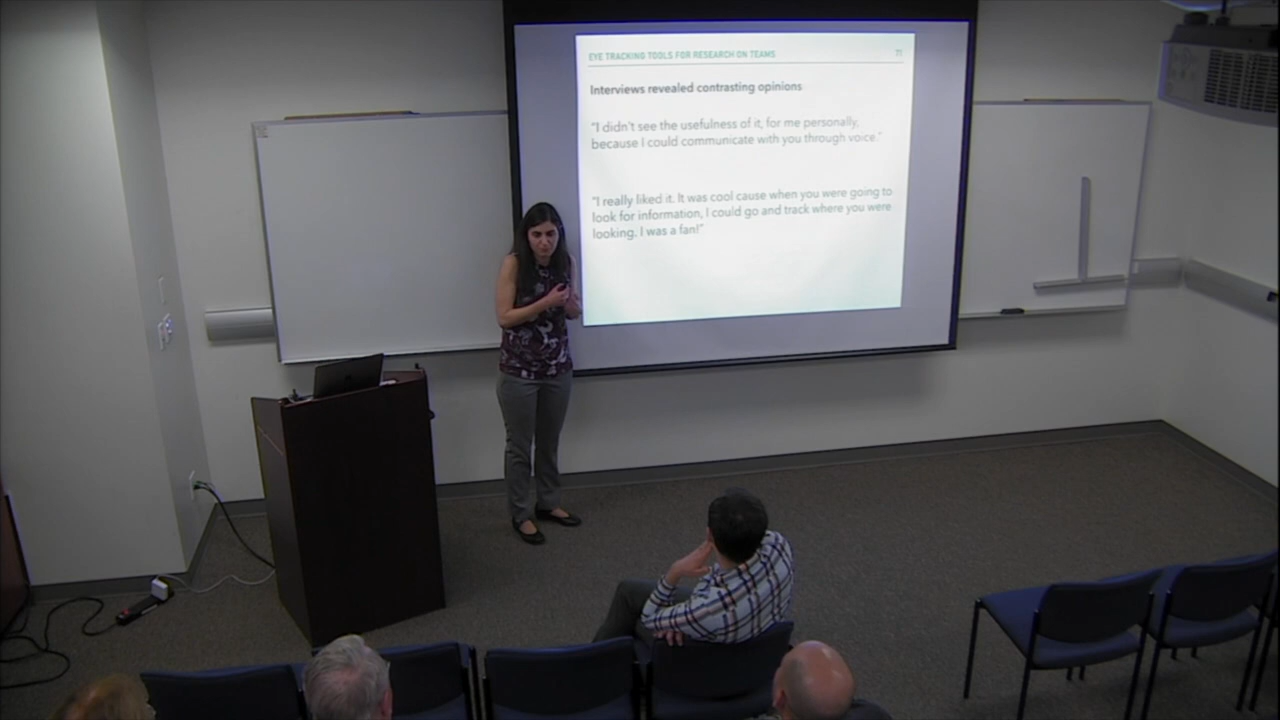 EYE TRACKING TOOLS FOR RESEARCH ON TEAMS 71
Interviews revealed contrasting opinions
"I didn't see the usefulness of it, for me personally,
because I could communicate with you through voice."
"I really liked it. It was cool cause when you were going to
look for information, I could go and track where you were
looking. I was a fan!"